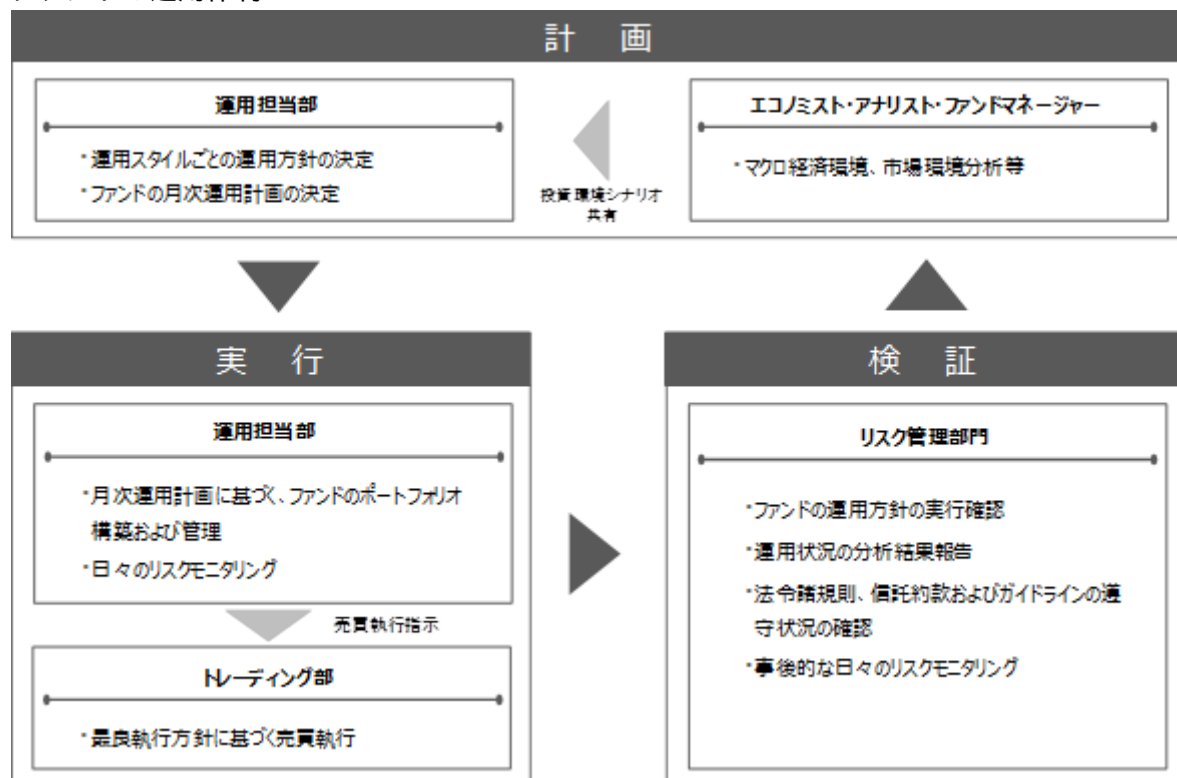 計 画
運用担当部
・運用スタイルごとの運用方針の決定
・ファンドの月次運用計画の決定
投資環境シナリオ
共有
エコノミスト・アナリスト・ファンドマネージャー
・マクロ経済環境、市場環境分析等
実 行
運用担当部
・月次運用計画に基づく、ファンドのポートフォリオ
構築および管理
・日々のリスクモニタリング
売買執行指示
トレーディング部
・最良執行方針に基づく売買執行
検 証
リスク管理部門
・ファンドの運用方針の実行確認
・運用状況の分析結果報告
・法令諸規則、信託約款およびガイドラインの遵
守状況の確認
・事後的な日々のリスクモニタリング